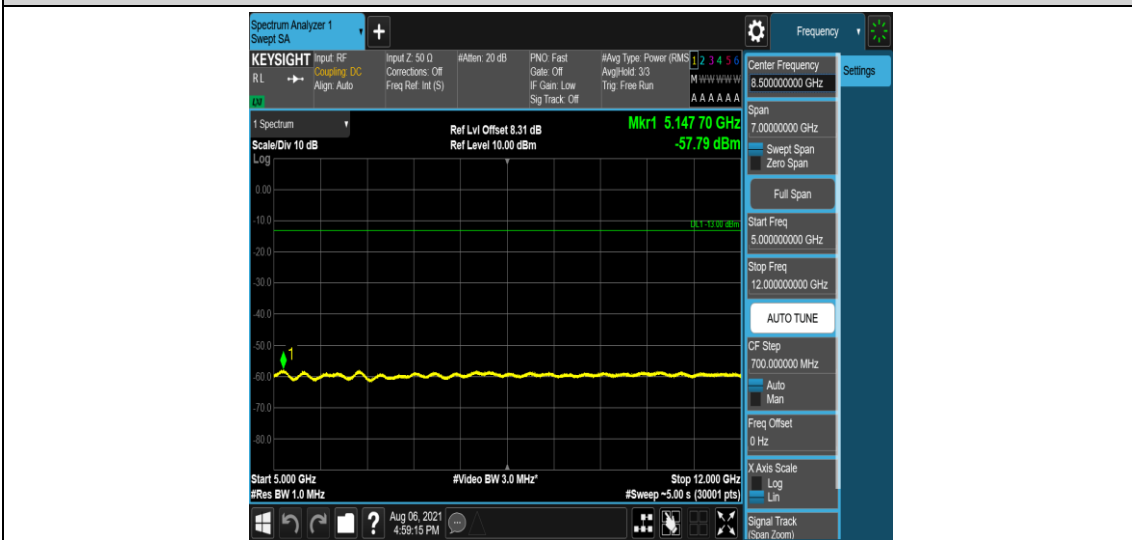 Spectrum Analyzer 1
Swept SA
+
Frequency
KEYSIGHT
RL
LXI
Input: RF
Coupling: DC
Align: Auto
Input Z: 50 Ω
Corrections: Off
Freq Ref: Int (S)
#Atten: 20 dB
PNO: Fast
Gate: Off
IF Gain: Low
Sig Track: Off
#Avg Type: Power (RMS
Avg|Hold: 3/3
Trig: Free Run
1 2 3 4 5 6
M W W W W W
A A A A A A
1 Spectrum
Scale/Div 10 dB
Log
Ref Lvl Offset 8.31 dB
Ref Level 10.00 dBm
Mkr1 5.147 70 GHz
-57.79 dBm
0.00
-10.0
DL1 -13.00 dBm
-20.0
-30.0
-40.0
-50.0
1
-60.0
-70.0
-80.0
Start 5.000 GHz
#Res BW 1.0 MHz
#Video BW 3.0 MHz*
Stop 12.000 GHz
#Sweep ~5.00 s (30001 pts)
Center Frequency
8.500000000 GHz
Span
7.00000000 GHz
Swept Span
Zero Span
Full Span
Start Freq
5.000000000 GHz
Stop Freq
12.000000000 GHz
AUTO TUNE
CF Step
700.000000 MHz
Auto
Man
Freq Offset
0 Hz
X Axis Scale
Log
Lin
Signal Track
(Span Zoom)
Settings
?
Aug 06, 2021
4:59:15 PM